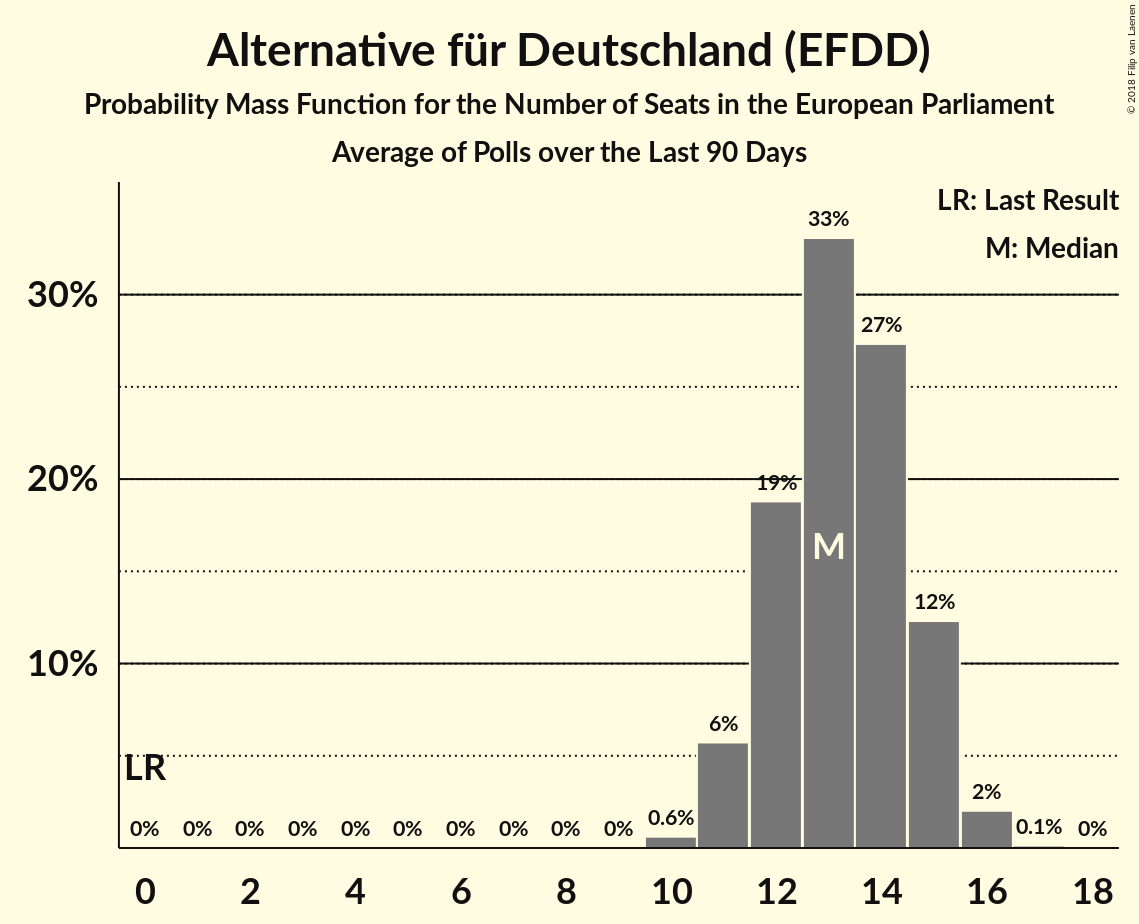 Alternative für Deutschland (EFDD)
Probability Mass Function for the Number of Seats in the European Parliament
Average of Polls over the Last 90 Days
© 2018 Filip van Laenen
LR: Last Result
M: Median
33%
30%
27%
20%
19%
M
12%
10%
6%
LR
2%
0% 0% 0% 0% 0% 0% 0% 0% 0% 0% 0.6% 0.1% 0%
0 2 4 6 8 10 12 14 16 18